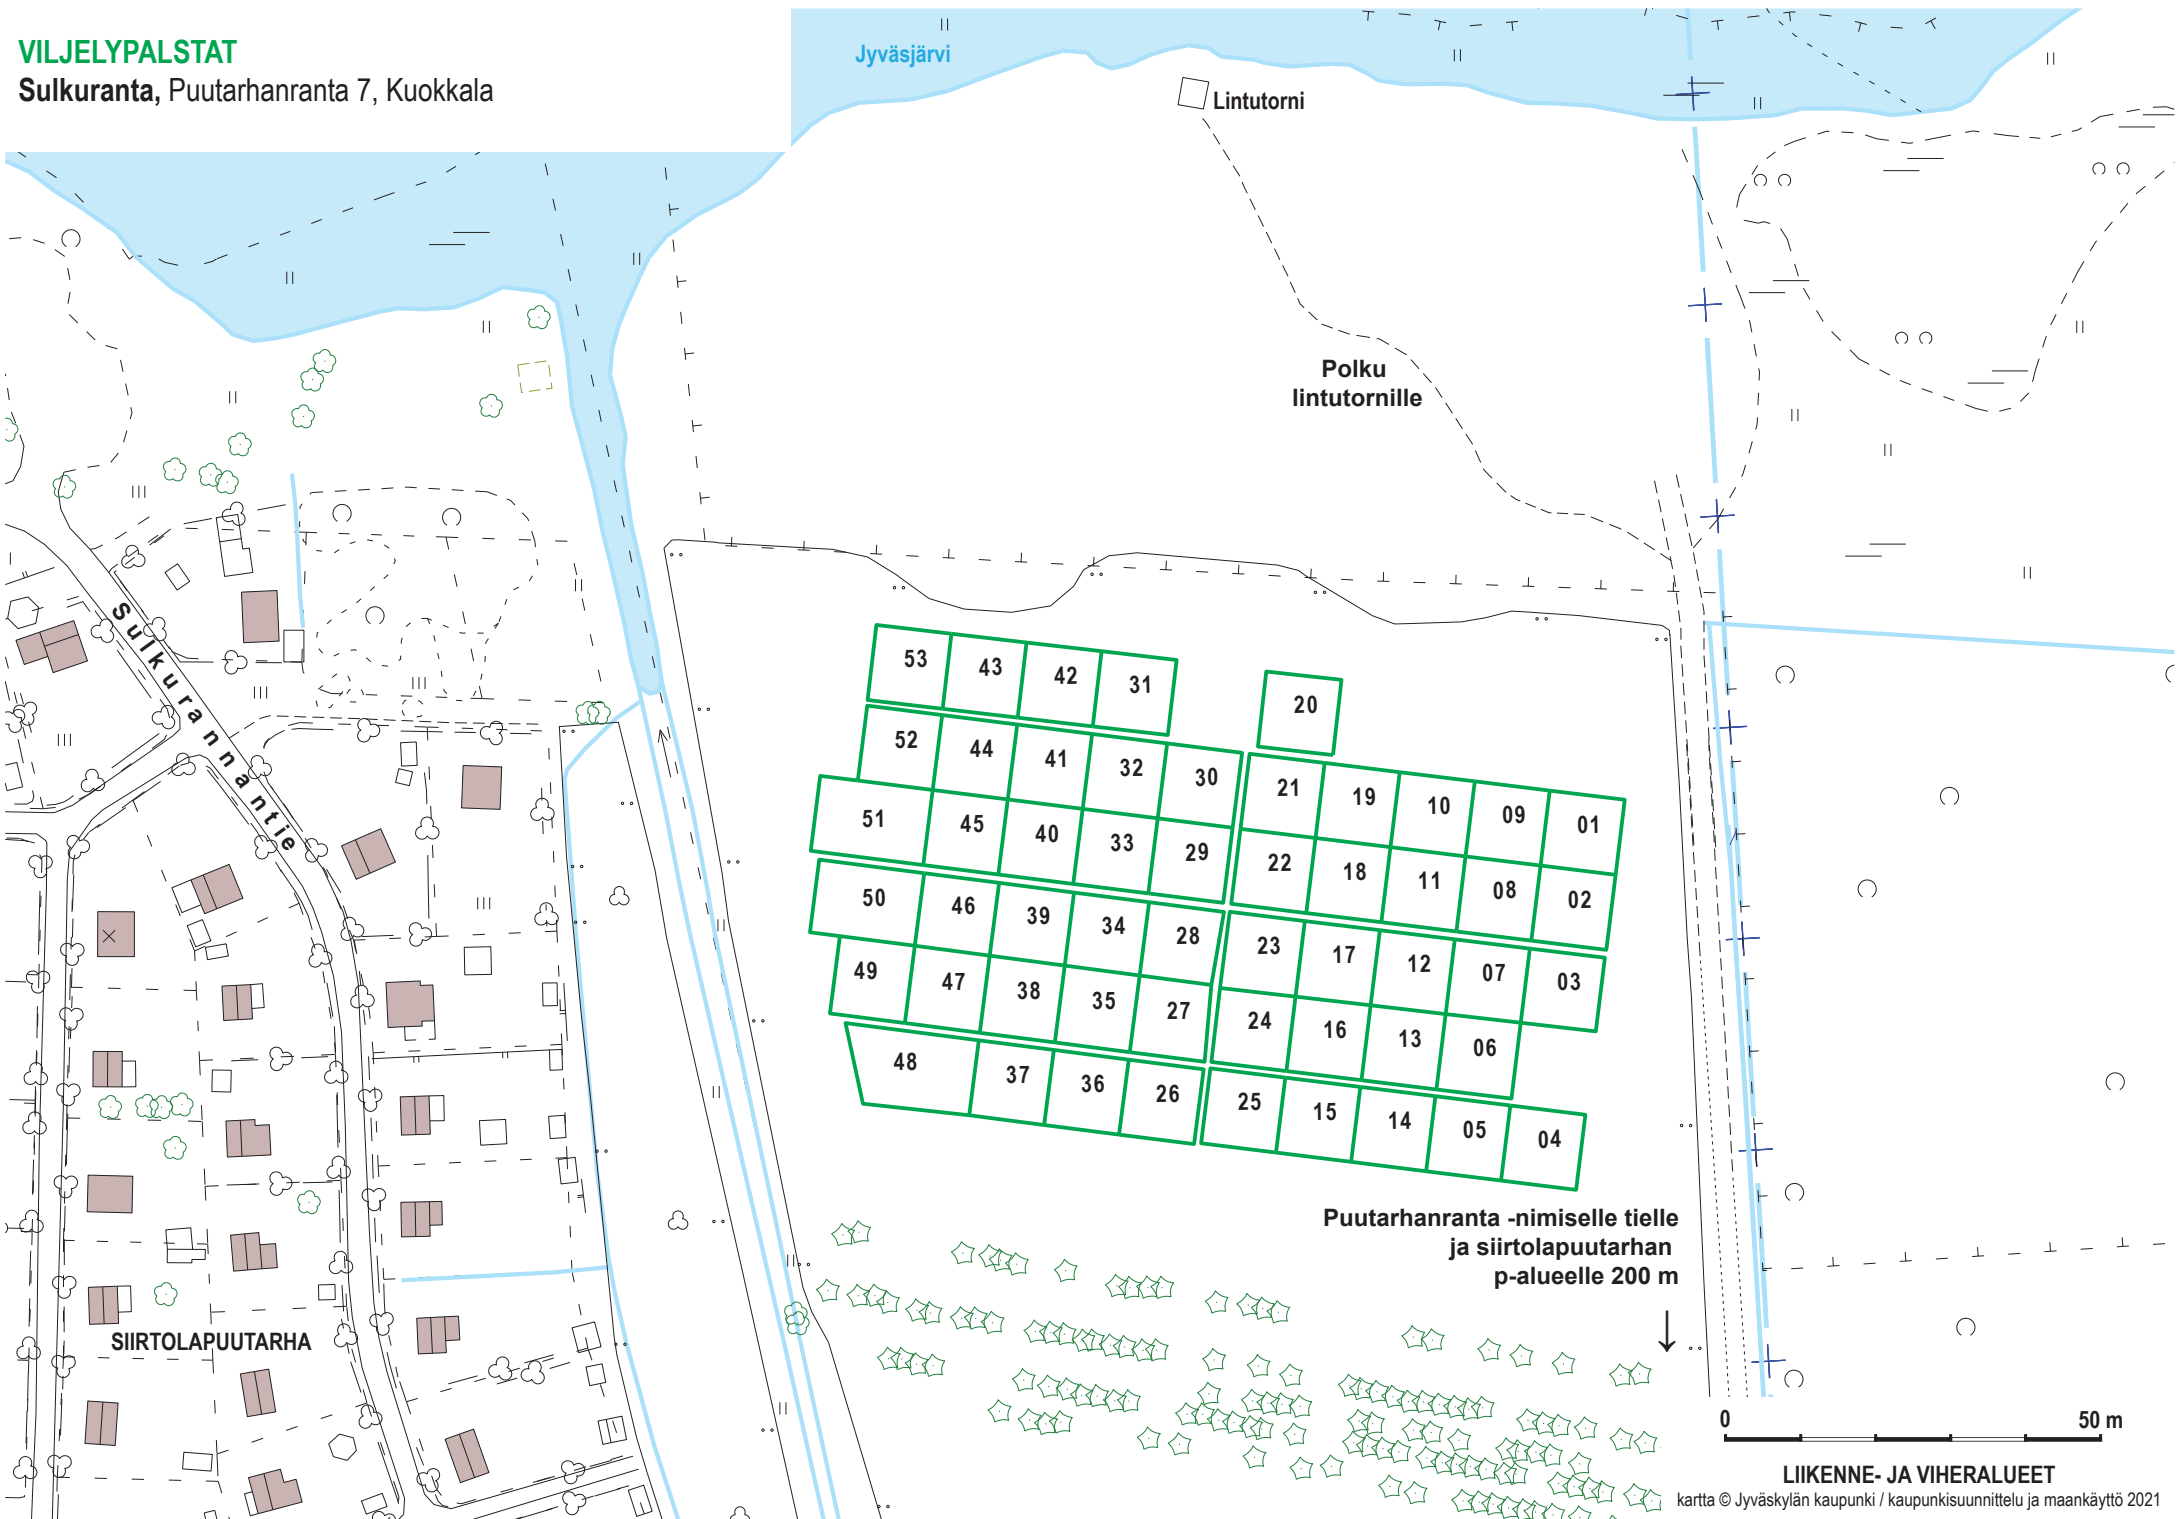 VILJELYPALSTAT
Sulkuranta, Puutarhanranta 7, Kuokkala
Jyväsjärvi
Lintutorni
Polku
lintutornille
Sulkurannantie
53 43 42 31
20
52 44 41 32 30
21 19 10 09 01
51 45 40 33 29
22 18 11 08 02
50 46 39 34 28
23 17 12 07 03
49 47 38 35 27
24 16 13 06
48 37 36 26
25 15 14 05 04
Puutarhanranta -nimiselle tielle
ja siirtolapuutarhan
p-alueelle 200 m
SIIRTOLAPUUTARHA
0 50 m
LIIKENNE- JA VIHERALUEET
kartta © Jyväskylän kaupunki / kaupunkisuunnittelu ja maankäyttö 2021